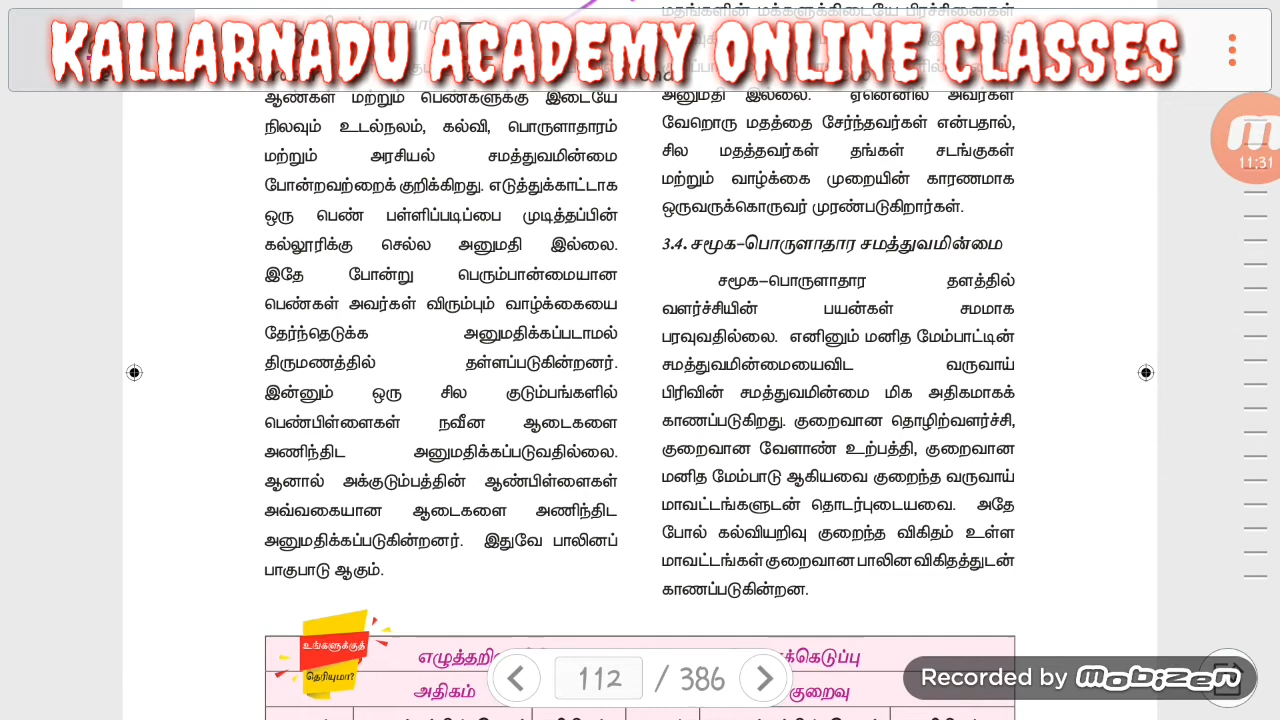 KALLARNADU ACADEMY ONLINE CLASSES
11:31
ஆண்கள் மற்றும் பெண்களுக்கு இடையே
நிலவும் உடல்நலம், கல்வி, பொருளாதாரம்
மற்றும் அரசியல் சமத்துவமின்மை
போன்றவற்றைக் குறிக்கிறது. எடுத்துக்காட்டாக
ஒரு பெண் பள்ளிப்படிப்பை முடித்தப்பின்
கல்லூரிக்கு செல்ல அனுமதி இல்லை.
இதே போன்று பெரும்பான்மையான
பெண்கள் அவர்கள் விரும்பும் வாழ்க்கையை
தேர்ந்தெடுக்க அனுமதிக்கப்படாமல்
திருமணத்தில் தள்ளப்படுகின்றனர்.
இன்னும் ஒரு சில குடும்பங்களில்
பெண்பிள்ளைகள் நவீன ஆடைகளை
அணிந்திட அனுமதிக்கப்படுவதில்லை.
ஆனால் அக்குடும்பத்தின் ஆண்பிள்ளைகள்
அவ்வகையான ஆடைகளை அணிந்திட
அனுமதிக்கப்படுகின்றனர். இதுவே பாலினப்
பாகுபாடு ஆகும்.
மதங்களின் மக்களுக்கிடையே பிரச்சினைகள்
அனுமதி இல்லை. ஏனெனில் அவர்கள்
வேறொரு மதத்தை சேர்ந்தவர்கள் என்பதால்,
சில மதத்தவர்கள் தங்கள் சடங்குகள்
மற்றும் வாழ்க்கை முறையின் காரணமாக
ஒருவருக்கொருவர் முரண்படுகிறார்கள்.
3.4. சமூக-பொருளாதார சமத்துவமின்மை
சமூக–பொருளாதார தளத்தில்
வளர்ச்சியின் பயன்கள் சமமாக
பரவுவதில்லை. எனினும் மனித மேம்பாட்டின்
சமத்துவமின்மையைவிட வருவாய்
பிரிவின் சமத்துவமின்மை மிக அதிகமாகக்
காணப்படுகிறது. குறைவான தொழிற்வளர்ச்சி,
குறைவான வேளாண் உற்பத்தி, குறைவான
மனித மேம்பாடு ஆகியவை குறைந்த வருவாய்
மாவட்டங்களுடன் தொடர்புடையவை. அதே
போல் கல்வியறிவு குறைந்த விகிதம் உள்ள
மாவட்டங்கள் குறைவான பாலின விகிதத்துடன்
காணப்படுகின்றன.
உங்களுக்குத்
தெரியுமா?
அதிகம்
குறைவு
112 / 386
Recorded by MOBIZEN